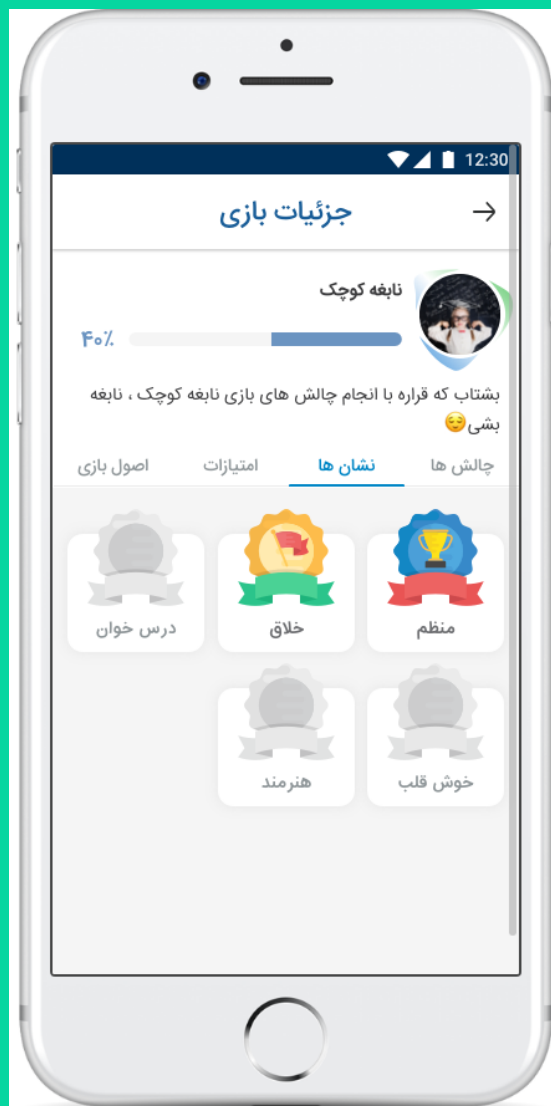 12:30
جزئیات بازی
نابغه کوچک
۴۰٪
بشتاب که قراره با انجام چالش های بازی نابغه کوچک ، نابغه
بشی😌
چالش ها نشان ها امتیازات اصول بازی
منظم خلاق درس خوان
خوش قلب هنرمند